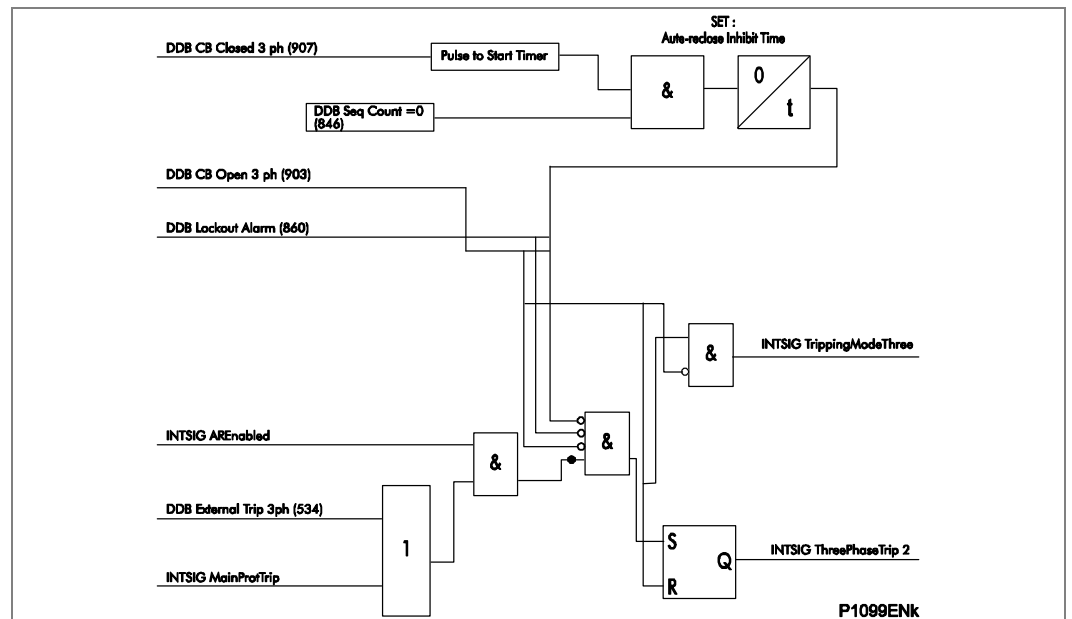 SET :
Auto-reclose Inhibit Time
DDB CB Closed 3 ph (907)
Pulse to Start Timer
0
t
&
DDB Seq Count =0
(846)
DDB CB Open 3 ph (903)
DDB Lockout Alarm (860)
&
INTSIG TrippingModeThree
INTSIG AREnabled
&
&
DDB External Trip 3ph (534)
1
S
Q
R
INTSIG ThreePhaseTrip 2
INTSIG MainProtTrip
P1099ENk